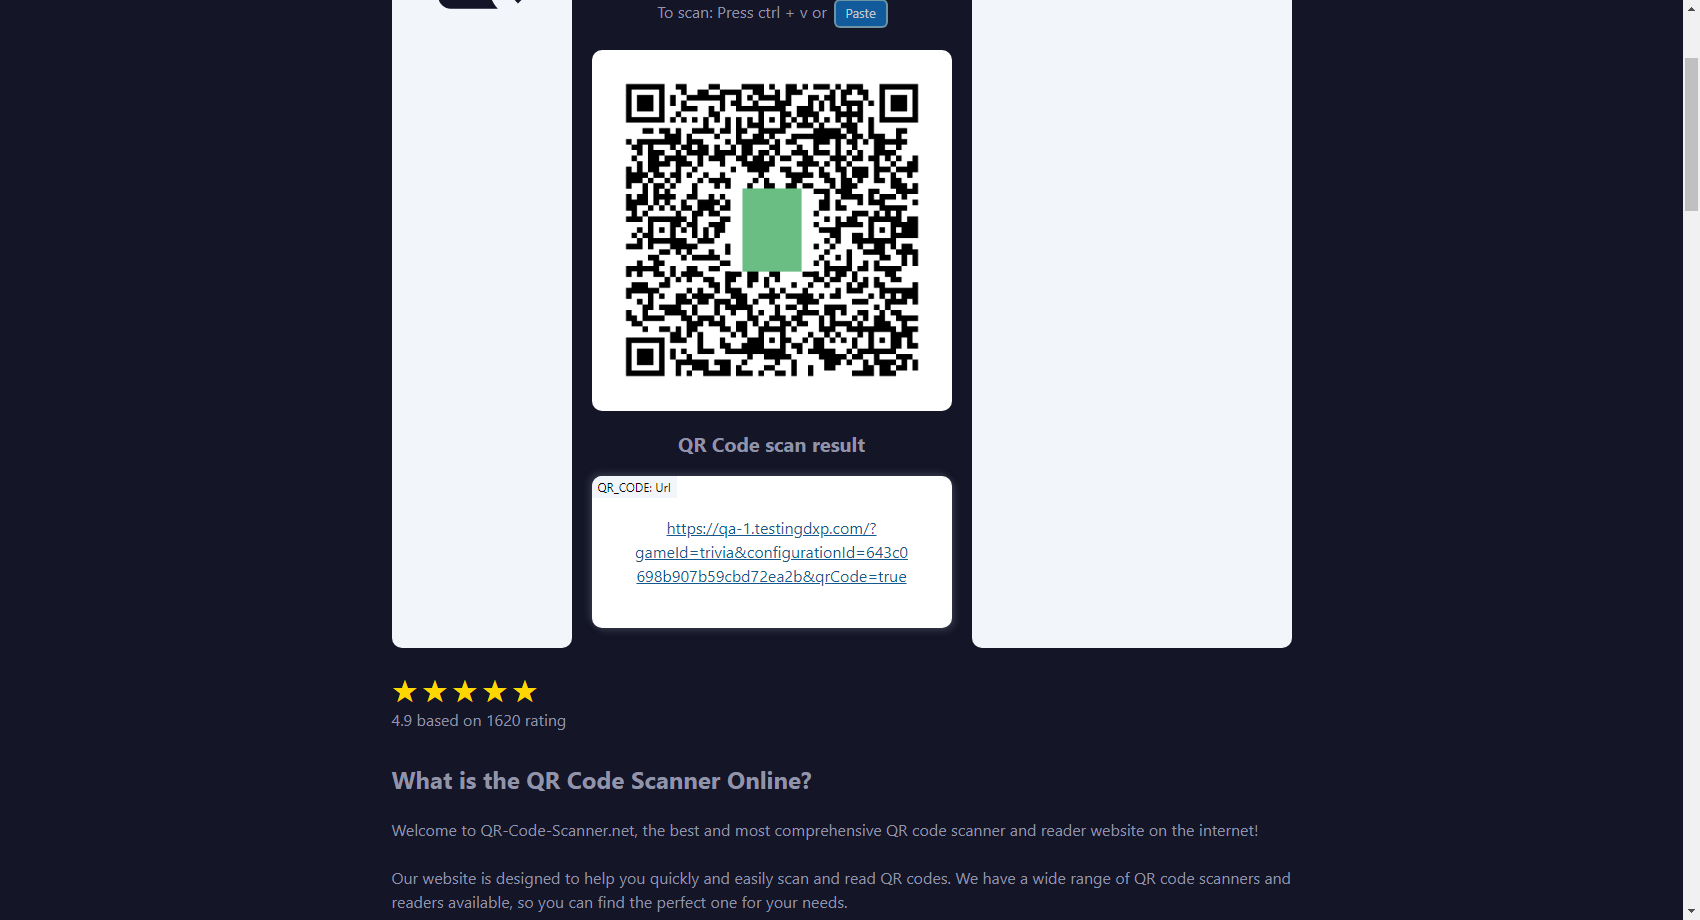 To scan: Press ctrl + v or Paste
QR Code scan result
QR_CODE: Url
https://qa-1.testingdxp.com/?
gameId=trivia&configurationId=643c0
698b907b59cbd72ea2b&qrCode=true
4.9 based on 1620 rating
What is the QR Code Scanner Online?
Welcome to QR-Code-Scanner.net, the best and most comprehensive QR code scanner and reader website on the internet!
Our website is designed to help you quickly and easily scan and read QR codes. We have a wide range of QR code scanners and
readers available, so you can find the perfect one for your needs.